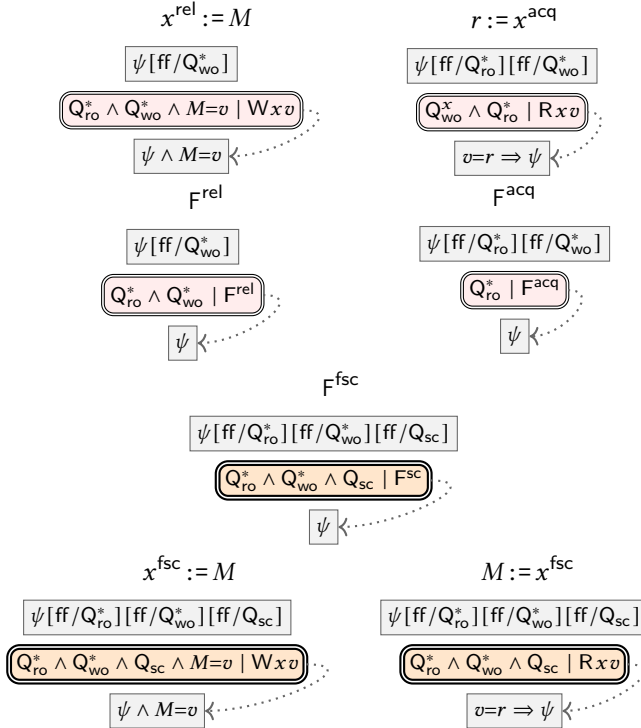 x^rel := M
r := x^acq
ψ[ff/Q*_wo]
ψ[ff/Q*_ro][ff/Q*_wo]
Q*_ro ∧ Q*_wo ∧ M=v | W x v
Q^x_wo ∧ Q*_ro | R x v
ψ ∧ M=v
v=r ⇒ ψ
F^rel
F^acq
ψ[ff/Q*_wo]
ψ[ff/Q*_ro][ff/Q*_wo]
Q*_ro ∧ Q*_wo | F^rel
Q*_ro | F^acq
ψ
ψ
F^fsc
ψ[ff/Q*_ro][ff/Q*_wo][ff/Q_sc]
Q*_ro ∧ Q*_wo ∧ Q_sc | F^sc
ψ
x^fsc := M
M := x^fsc
ψ[ff/Q*_ro][ff/Q*_wo][ff/Q_sc]
ψ[ff/Q*_ro][ff/Q*_wo][ff/Q_sc]
Q*_ro ∧ Q*_wo ∧ Q_sc ∧ M=v | W x v
Q*_ro ∧ Q*_wo ∧ Q_sc | R x v
ψ ∧ M=v
v=r ⇒ ψ